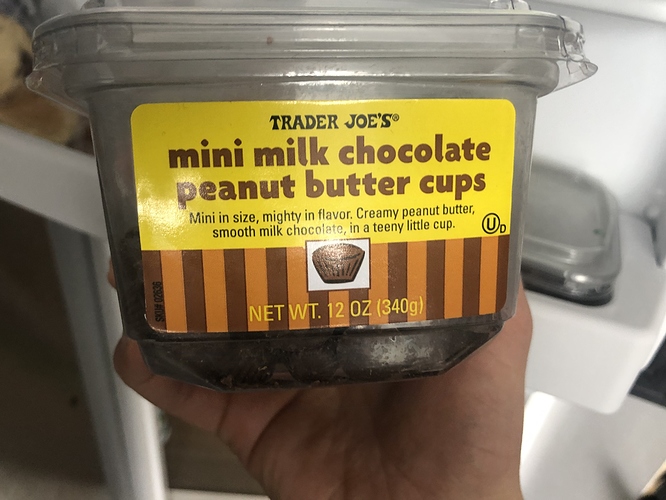 TRADER JOE'S®
mini milk chocolate
peanut butter cups
Mini in size, mighty in flavor. Creamy peanut butter,
smooth milk chocolate, in a teeny little cup.
UD
NET WT. 12 OZ (340g)